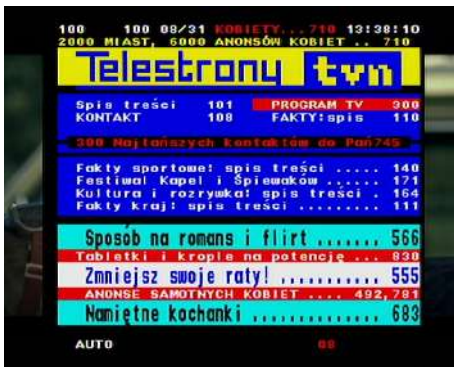 100 100 08/31 KOBIETY...710 13:38:10
2000 MIAST, 6000 ANONSÓW KOBIET .. 710
Telestrony tvn
Spis treści 101 PROGRAM TV 300
KONTAKT 108 FAKTY:spis 110
300 Najtańszych kontaktów do Pań745
Fakty sportowe: spis treści ..... 140
Festiwal Kapel i Śpiewaków ...... 171
Kultura i rozrywka: spis treści . 164
Fakty kraj: spis treści ......... 111
Sposób na romans i flirt ....... 566
Tabletki i krople na potencję ... 830
Zmniejsz swoje raty! ........... 555
ANONSE SAMOTNYCH KOBIET .... 492,781
Namiętne kochanki .............. 683
AUTO 08